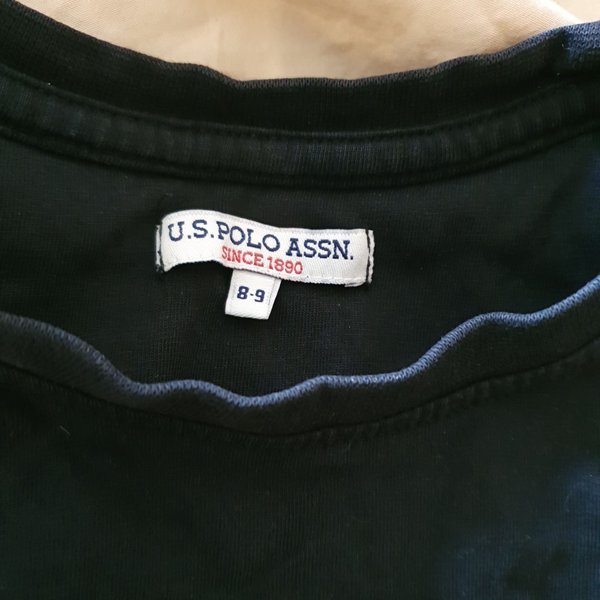 U.S. POLO ASSN.
SINCE 1890
8-9